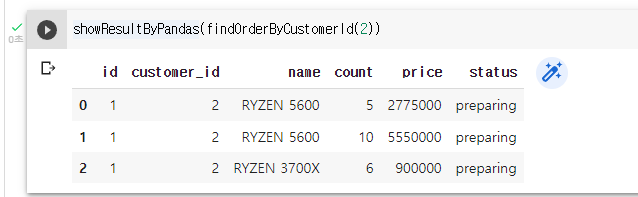 showResultByPandas(findOrderByCustomerId(2))
0초
id customer_id name count price status
0 1 2 RYZEN 5600 5 2775000 preparing
1 1 2 RYZEN 5600 10 5550000 preparing
2 1 2 RYZEN 3700X 6 900000 preparing